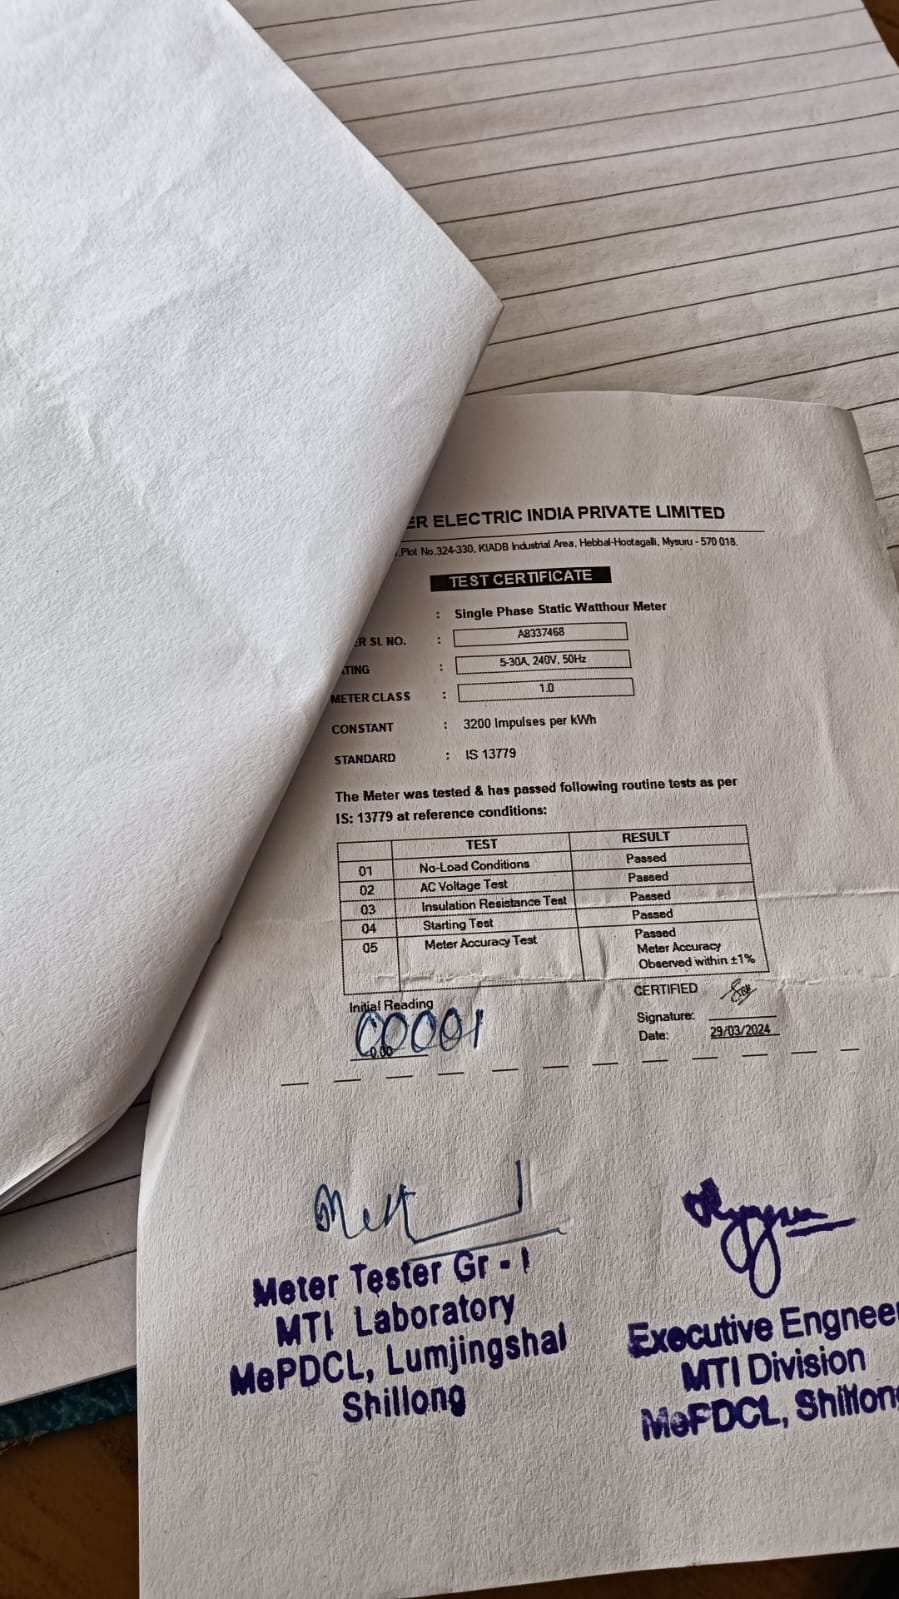 ER ELECTRIC INDIA PRIVATE LIMITED
Plot No.324-330, KIADB Industrial Area, Hebbal-Hootagalli, Mysuru - 570 018.
TEST CERTIFICATE
: Single Phase Static Watthour Meter
ER SL NO. : A8337468
TING : 5-30A, 240V, 50Hz
METER CLASS : 1.0
CONSTANT : 3200 Impulses per kWh
STANDARD : IS 13779
The Meter was tested & has passed following routine tests as per
IS: 13779 at reference conditions:
TEST RESULT
01 No-Load Conditions Passed
02 AC Voltage Test Passed
03 Insulation Resistance Test Passed
04 Starting Test Passed
05 Meter Accuracy Test Passed
Meter Accuracy
Observed within ±1%
Initial Reading
00001
0.00
CERTIFIED
Signature:
Date: 29/03/2024
Meter Tester Gr - I
MTI Laboratory
MePDCL, Lumjingshai
Shillong
Executive Engnee
MTI Division
MePDCL, Shillong